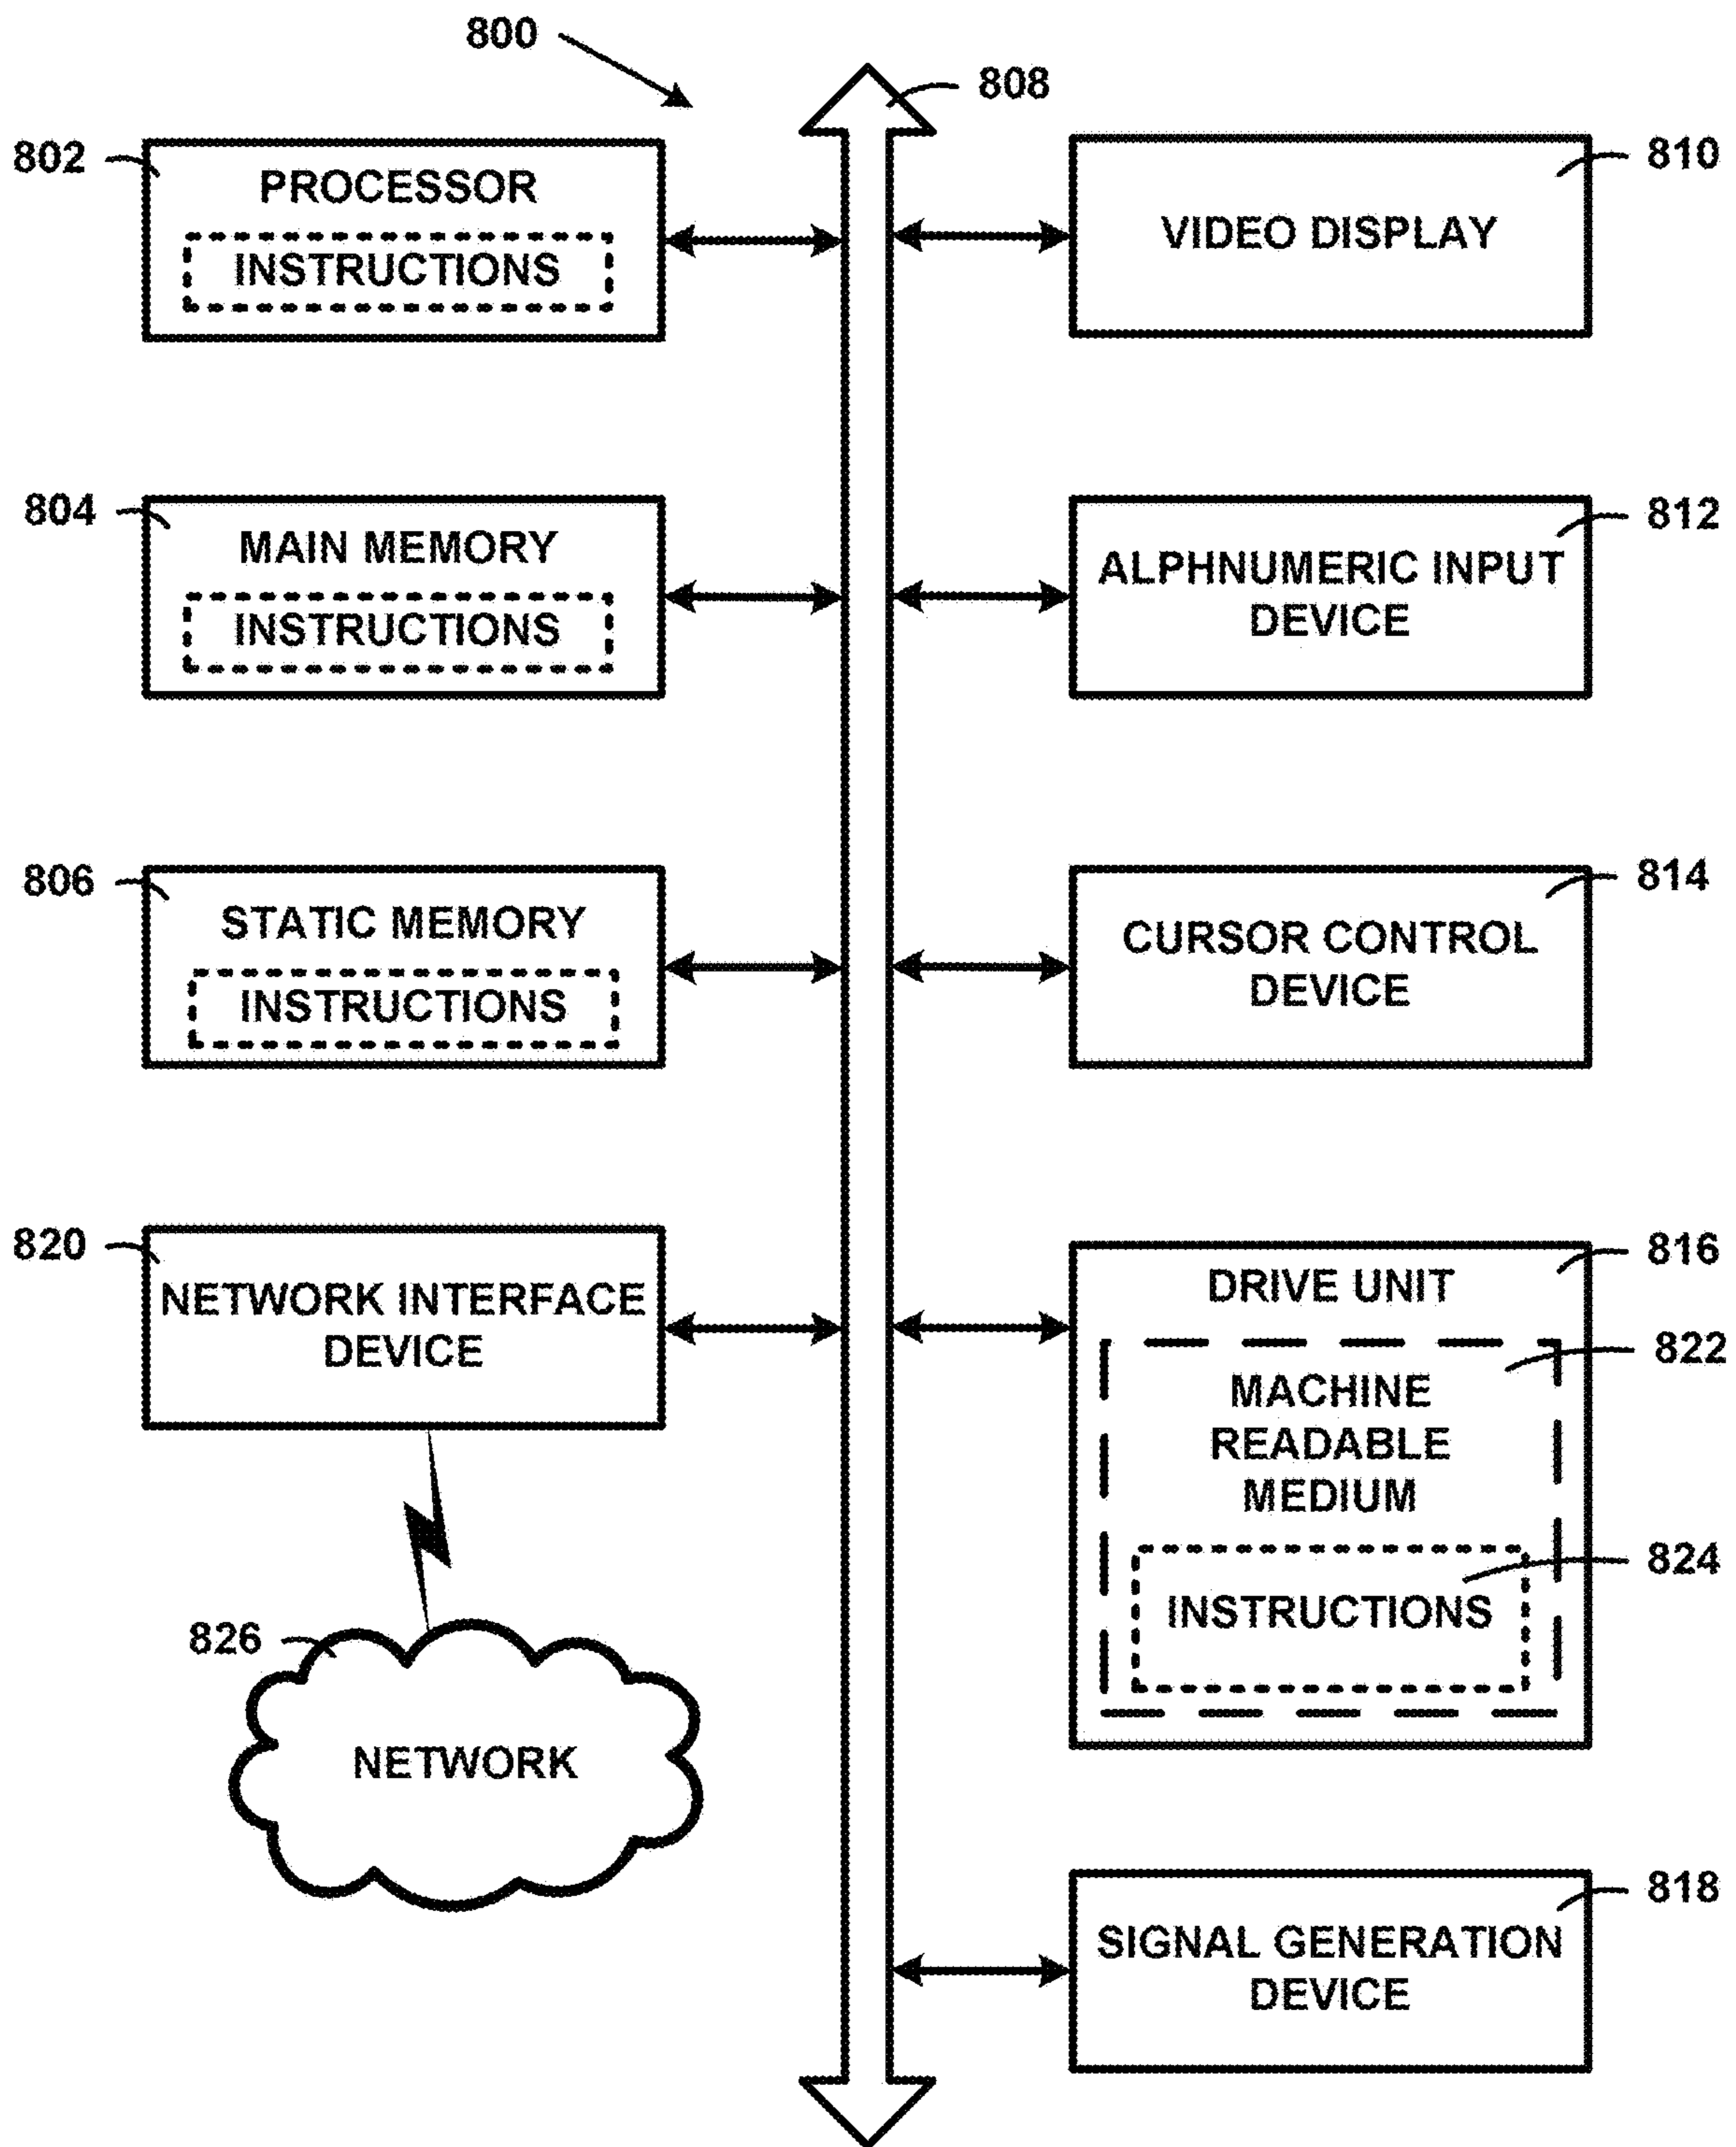 800
808
802
PROCESSOR
INSTRUCTIONS
810
VIDEO DISPLAY
804
MAIN MEMORY
INSTRUCTIONS
812
ALPHNUMERIC INPUT
DEVICE
806
STATIC MEMORY
INSTRUCTIONS
814
CURSOR CONTROL
DEVICE
820
NETWORK INTERFACE
DEVICE
816
DRIVE UNIT
822
MACHINE
READABLE
MEDIUM
824
INSTRUCTIONS
826
NETWORK
818
SIGNAL GENERATION
DEVICE